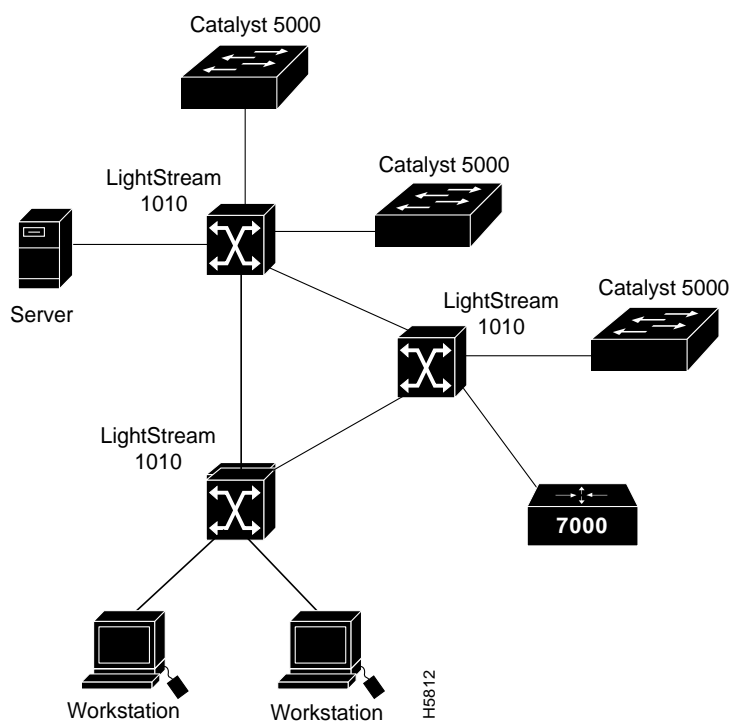 Catalyst 5000
LightStream
1010
Catalyst 5000
Server
Catalyst 5000
LightStream
1010
LightStream
1010
7000
Workstation
Workstation
H5812